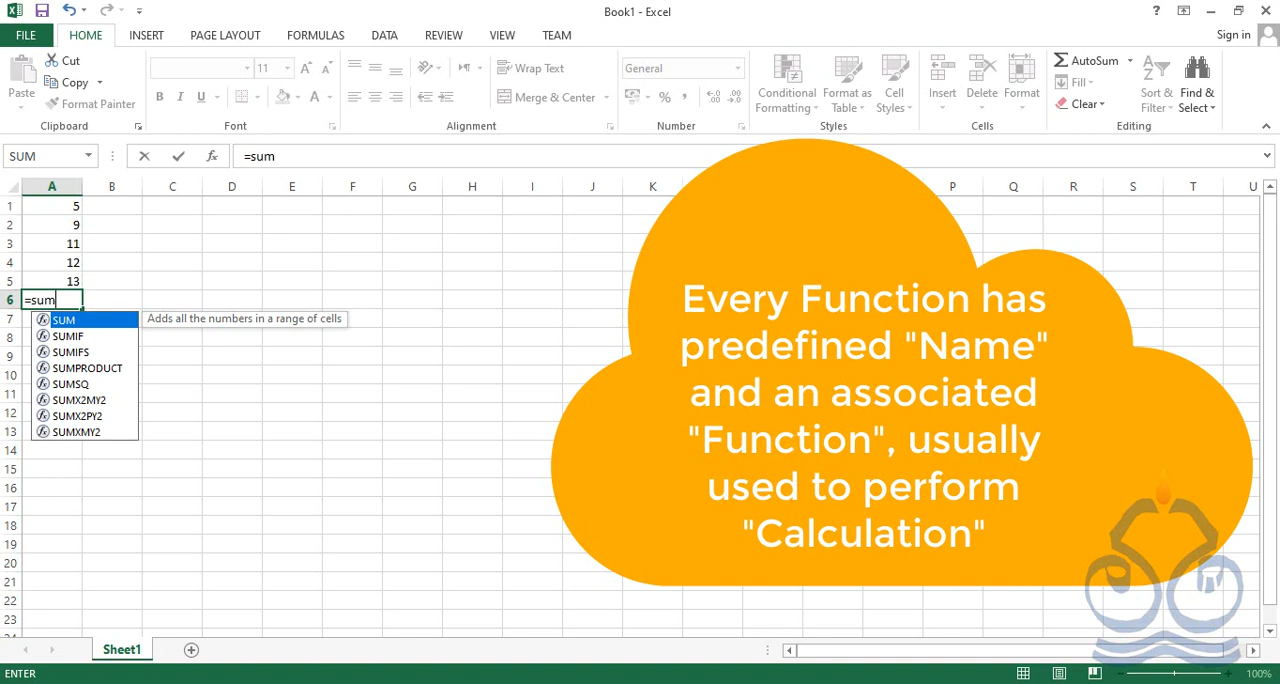 Book1 - Excel
?
Sign in
FILE HOME INSERT PAGE LAYOUT FORMULAS DATA REVIEW VIEW TEAM
Paste
Cut
Copy
Format Painter
Clipboard
11
B I U
Font
Wrap Text
Merge & Center
Alignment
General
%
Number
Conditional Formatting
Format as Table
Cell Styles
Styles
Insert
Delete
Format
Cells
AutoSum
Fill
Clear
Sort & Filter
Find & Select
Editing
SUM
fx
=sum
A B C D E F G H I J K P Q R S T U
1 5
2 9
3 11
4 12
5 13
6 =sum
7
8
9
10
11
12
13
14
15
16
17
18
19
20
21
22
23
24
SUM
Adds all the numbers in a range of cells
SUMIF
SUMIFS
SUMPRODUCT
SUMSQ
SUMX2MY2
SUMX2PY2
SUMXMY2
Every Function has
predefined "Name"
and an associated
"Function", usually
used to perform
"Calculation"
Sheet1
ENTER
100%